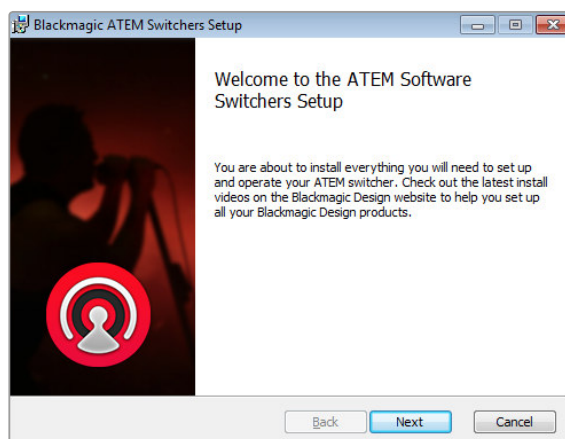 Blackmagic ATEM Switchers Setup
Welcome to the ATEM Software
Switchers Setup
You are about to install everything you will need to set up
and operate your ATEM switcher. Check out the latest install
videos on the Blackmagic Design website to help you set up
all your Blackmagic Design products.
Back Next Cancel